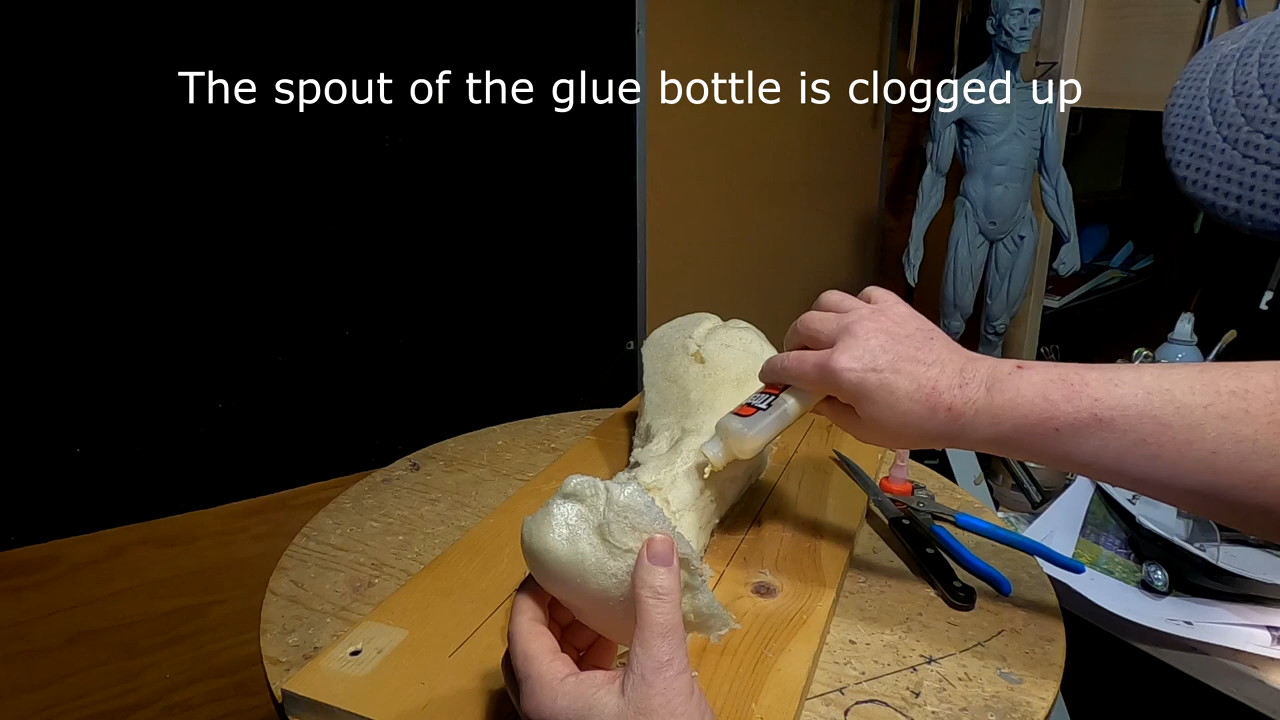 The spout of the glue bottle is clogged up